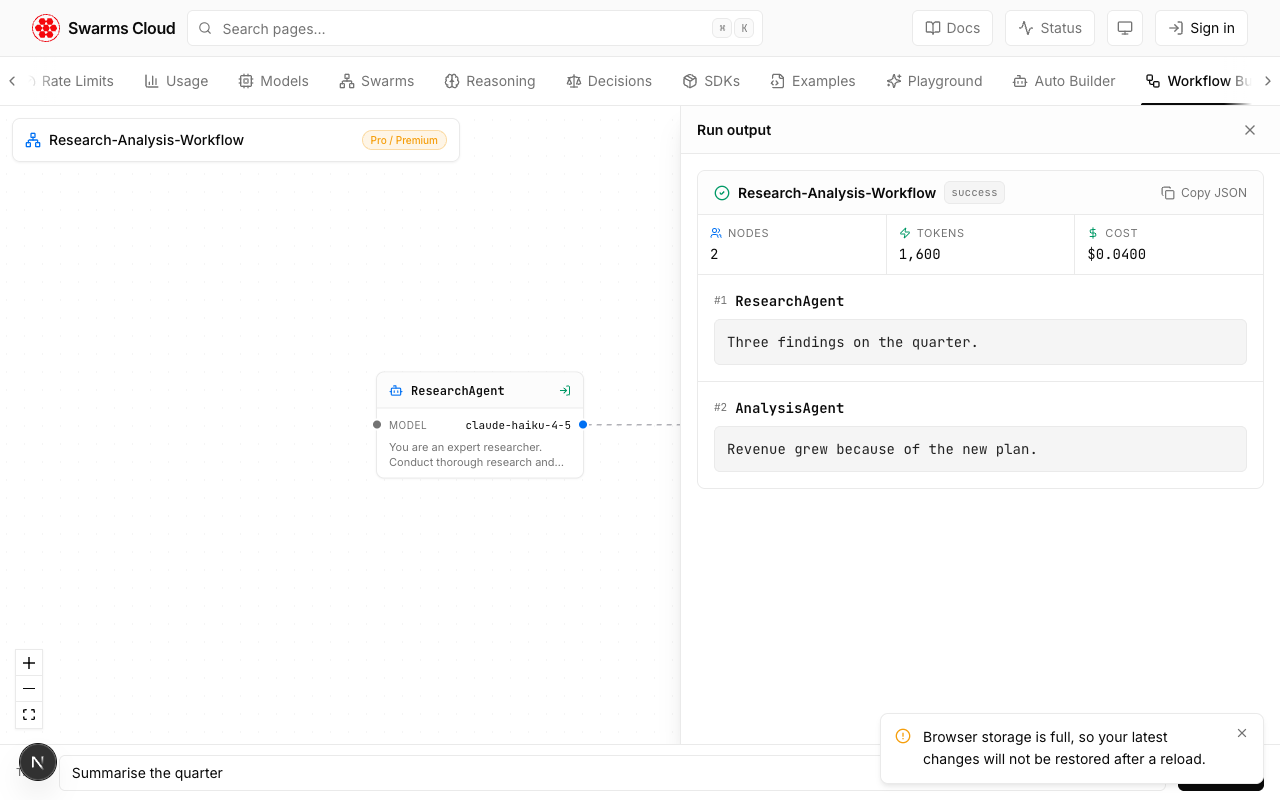 Swarms Cloud
Search pages...
⌘ K
Docs
Status
Sign in
Rate Limits
Usage
Models
Swarms
Reasoning
Decisions
SDKs
Examples
Playground
Auto Builder
Workflow Bu
Research-Analysis-Workflow
Pro / Premium
Run output
Research-Analysis-Workflow
success
Copy JSON
NODES
2
TOKENS
1,600
COST
$0.0400
#1 ResearchAgent
Three findings on the quarter.
#2 AnalysisAgent
Revenue grew because of the new plan.
ResearchAgent
MODEL claude-haiku-4-5
You are an expert researcher.
Conduct thorough research and...
Browser storage is full, so your latest
changes will not be restored after a reload.
N
Summarise the quarter